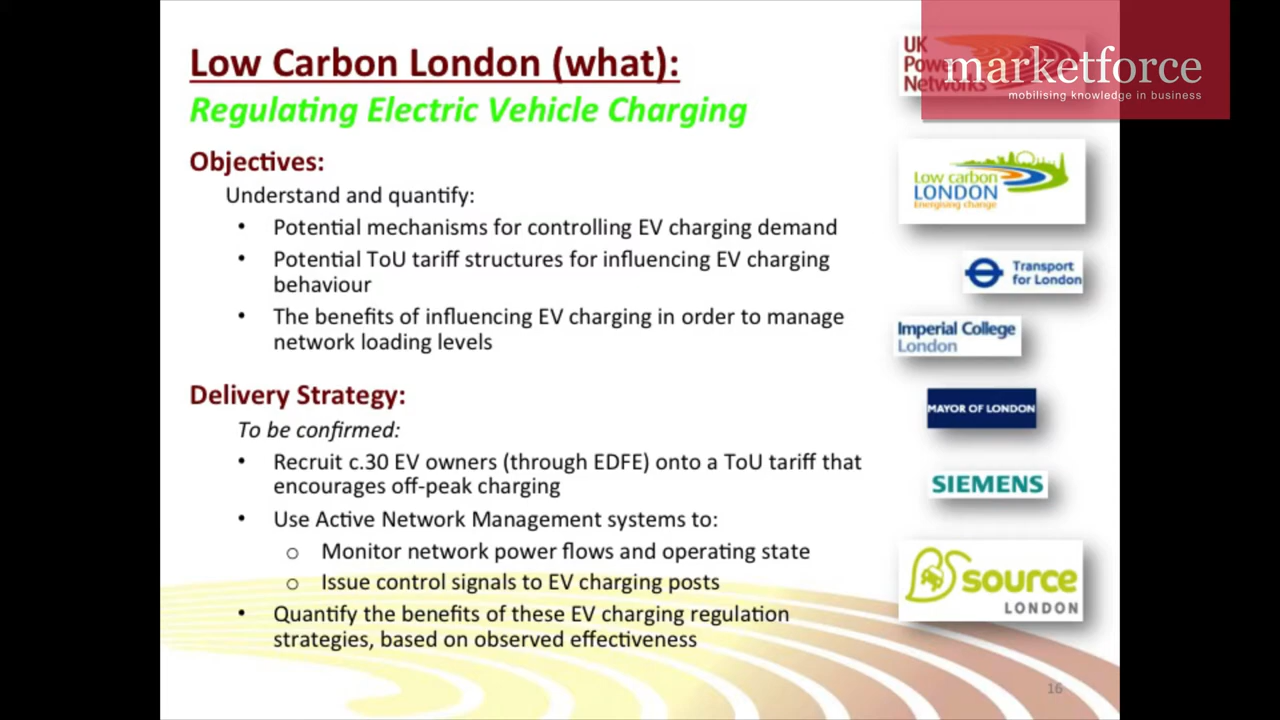 Low Carbon London (what):
Regulating Electric Vehicle Charging
Objectives:
Understand and quantify:
• Potential mechanisms for controlling EV charging demand
• Potential ToU tariff structures for influencing EV charging
behaviour
• The benefits of influencing EV charging in order to manage
network loading levels
Delivery Strategy:
To be confirmed:
• Recruit c.30 EV owners (through EDFE) onto a ToU tariff that
encourages off-peak charging
• Use Active Network Management systems to:
o Monitor network power flows and operating state
o Issue control signals to EV charging posts
• Quantify the benefits of these EV charging regulation
strategies, based on observed effectiveness
UK
Power
Networks
marketforce
mobilising knowledge in business
Low carbon
LONDON
Energising change
Transport
for London
Imperial College
London
MAYOR OF LONDON
SIEMENS
source
LONDON
16